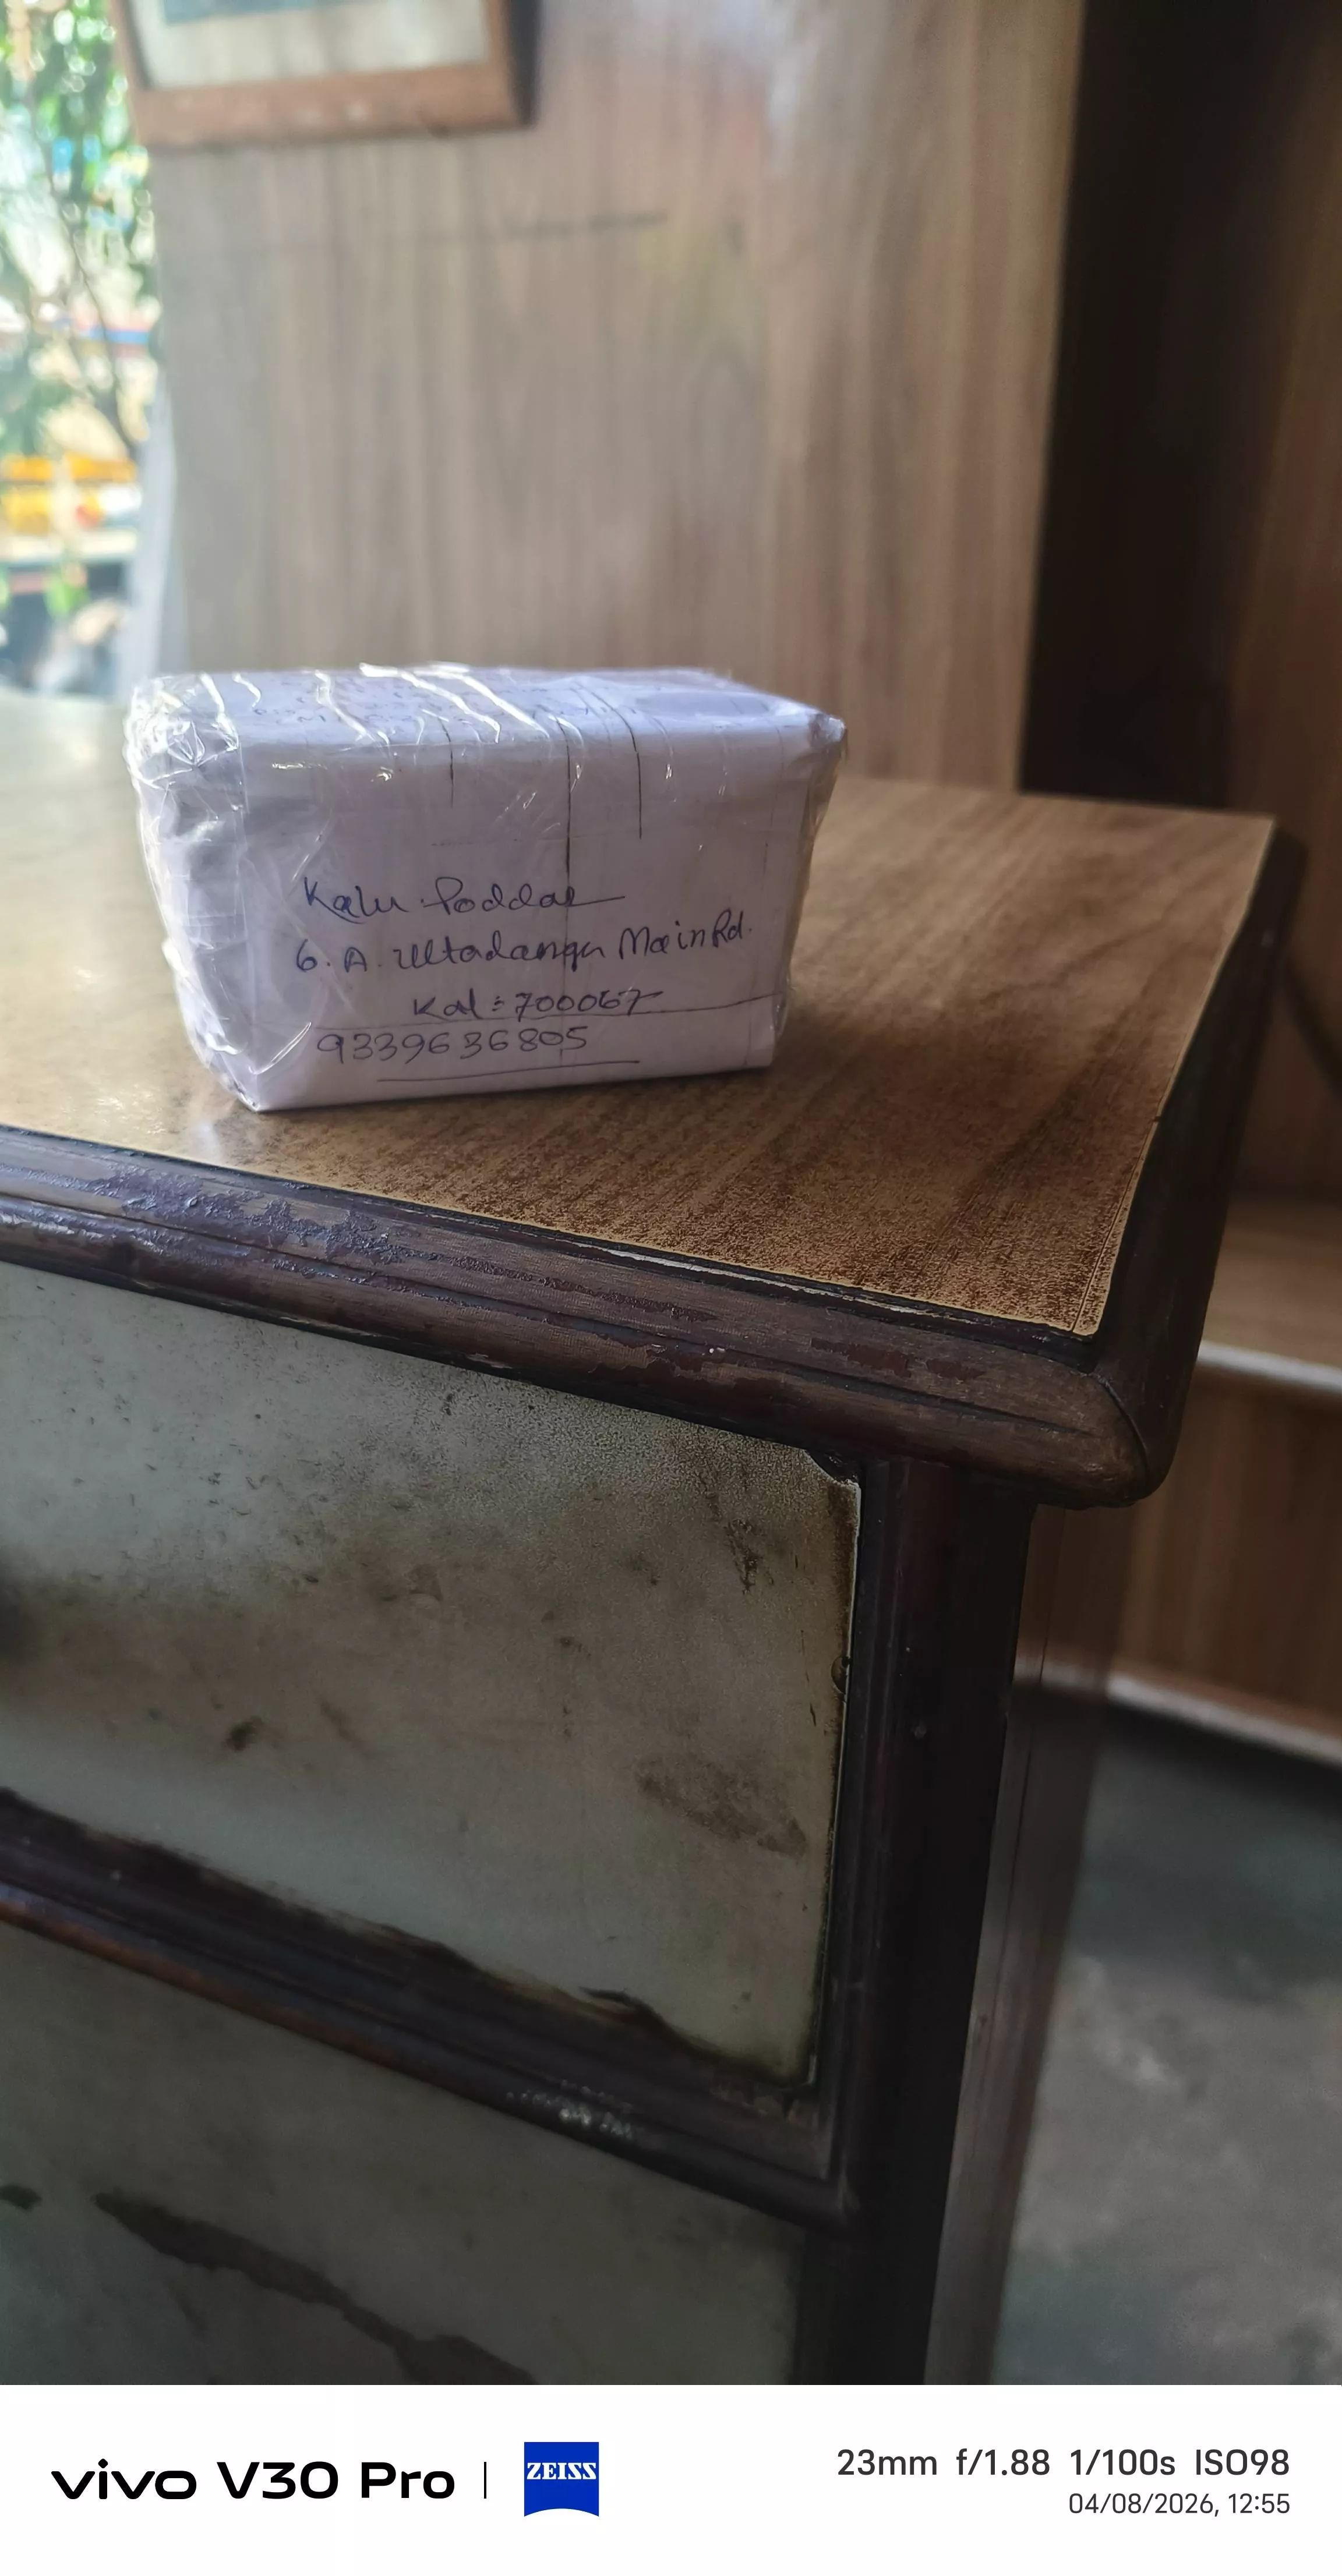 Kalu Poddar
6. A. Ultadanga Main Rd.
Kol: 700067
9339636805
vivo V30 Pro | ZEISS
23mm f/1.88 1/100s ISO98
04/08/2026, 12:55